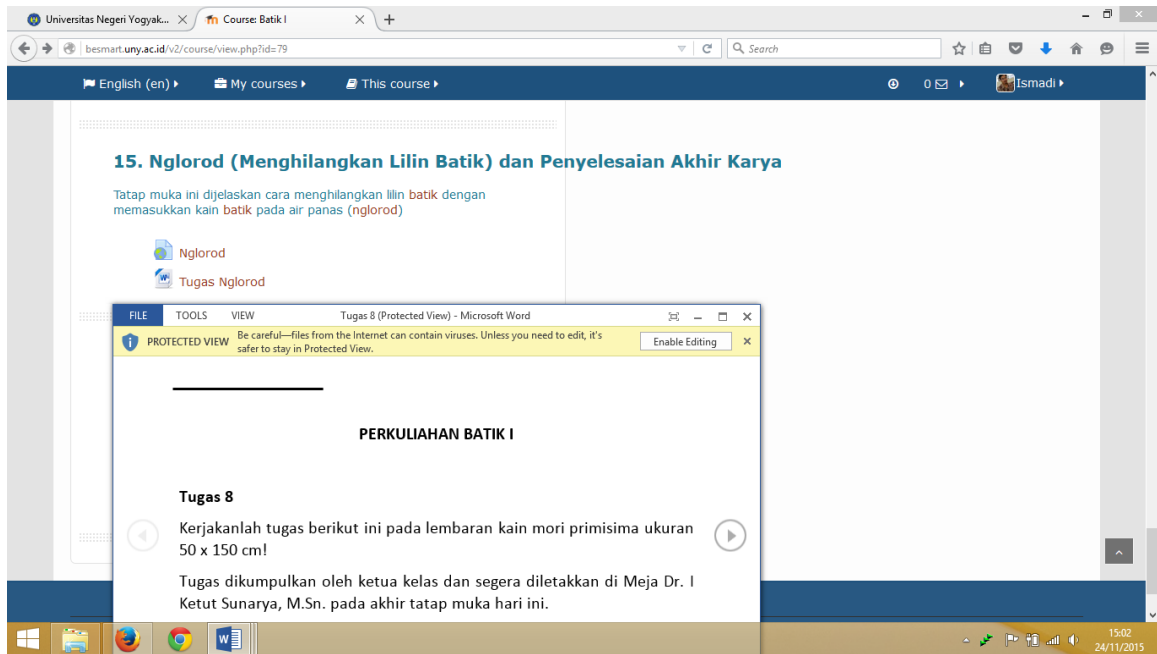 Universitas Negeri Yogyak...
Course: Batik I
besmart.uny.ac.id/v2/course/view.php?id=79
Search
English (en)
My courses
This course
0
Ismadi
15. Nglorod (Menghilangkan Lilin Batik) dan Penyelesaian Akhir Karya
Tatap muka ini dijelaskan cara menghilangkan lilin batik dengan
memasukkan kain batik pada air panas (nglorod)
Nglorod
Tugas Nglorod
FILE TOOLS VIEW Tugas 8 (Protected View) - Microsoft Word
PROTECTED VIEW
Be careful—files from the Internet can contain viruses. Unless you need to edit, it's
safer to stay in Protected View.
Enable Editing
PERKULIAHAN BATIK I
Tugas 8
Kerjakanlah tugas berikut ini pada lembaran kain mori primisima ukuran
50 x 150 cm!
Tugas dikumpulkan oleh ketua kelas dan segera diletakkan di Meja Dr. I
Ketut Sunarya, M.Sn. pada akhir tatap muka hari ini.
15:02
24/11/2015